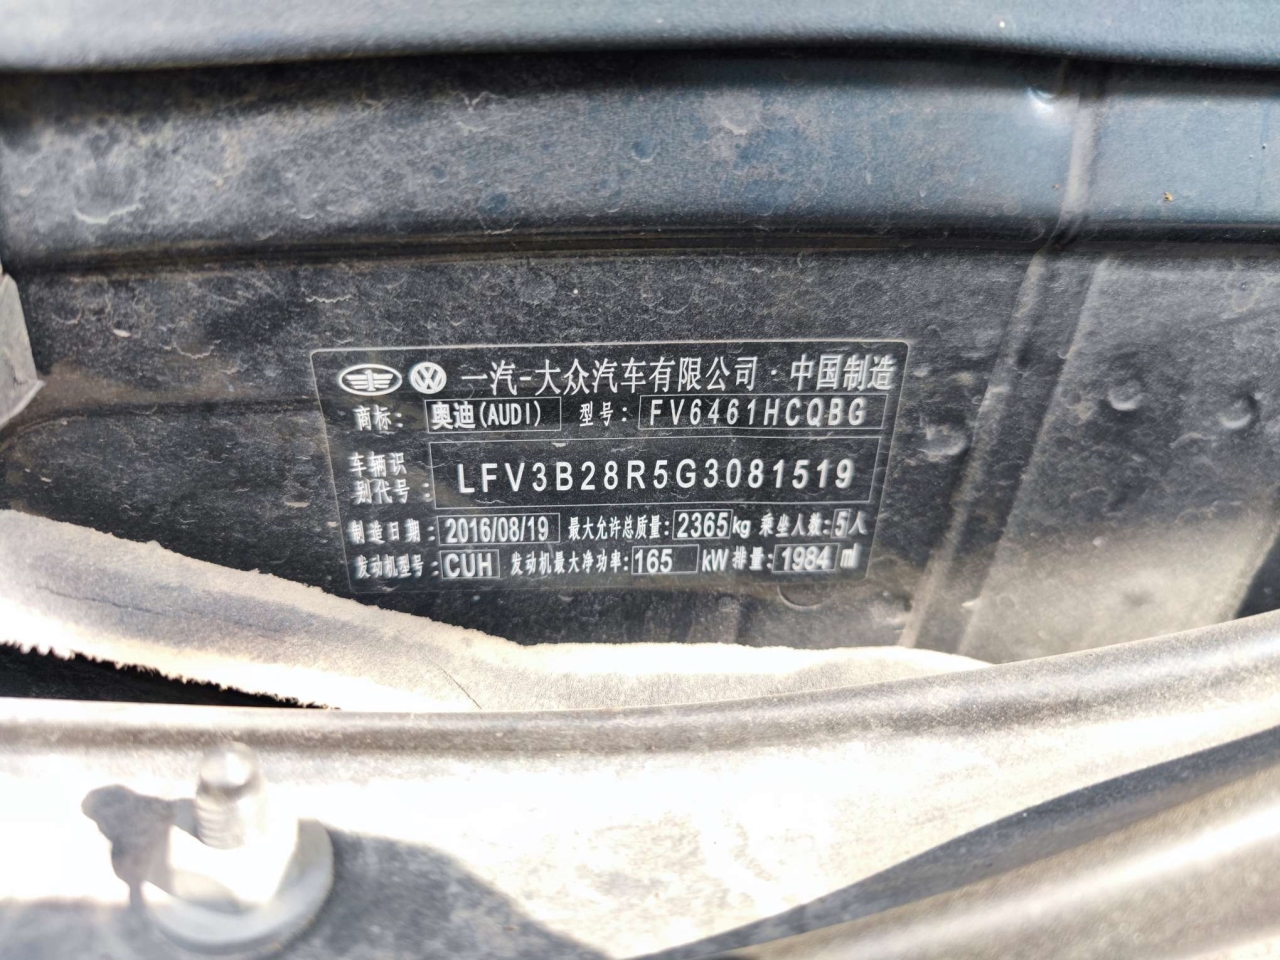 一汽-大众汽车有限公司·中国制造
商标: 奥迪(AUDI) 型号: FV6461HCQBG
车辆识别代号: LFV3B28R5G3081519
制造日期: 2016/08/19 最大允许总质量: 2365kg 乘坐人数: 5人
发动机型号: CUH 发动机最大净功率: 165 kW 排量: 1984 ml